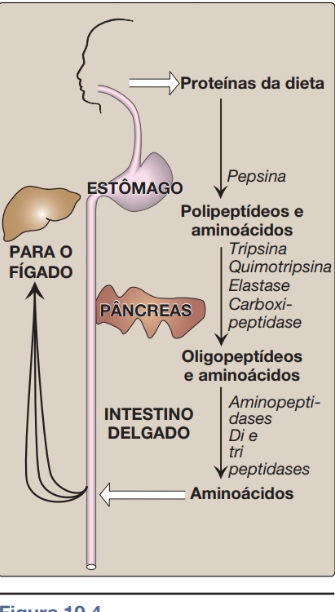 Proteínas da dieta
Pepsina
ESTÔMAGO
Polipeptídeos e
aminoácidos
PARA O
FÍGADO
Tripsina
Quimotripsina
Elastase
Carboxi-
peptidase
PÂNCREAS
Oligopeptídeos
e aminoácidos
INTESTINO
DELGADO
Aminopepti-
dases
Di e
tri
peptidases
Aminoácidos
Figura 19.4